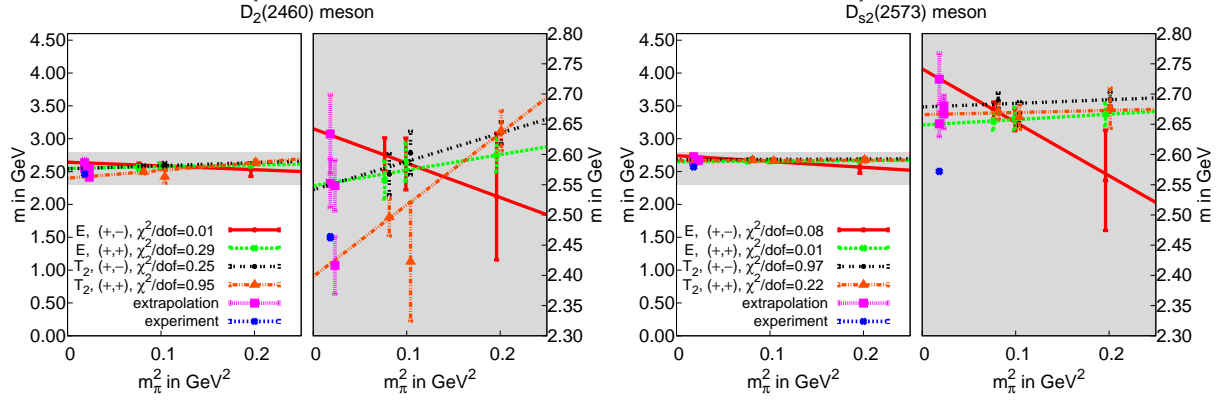 D*2(2460) meson
4.50
4.00
3.50
3.00
2.50
2.00
1.50
1.00
0.50
0.00
m in GeV
E, (+,−), χ²/dof=0.01
E, (+,+), χ²/dof=0.29
T₂, (+,−), χ²/dof=0.25
T₂, (+,+), χ²/dof=0.95
extrapolation
experiment
0 0.1 0.2
m²π in GeV²
2.80
2.75
2.70
2.65
2.60
2.55
2.50
2.45
2.40
2.35
2.30
m in GeV
0 0.1 0.2
m²π in GeV²
D*s2(2573) meson
4.50
4.00
3.50
3.00
2.50
2.00
1.50
1.00
0.50
0.00
m in GeV
E, (+,−), χ²/dof=0.08
E, (+,+), χ²/dof=0.01
T₂, (+,−), χ²/dof=0.97
T₂, (+,+), χ²/dof=0.22
extrapolation
experiment
0 0.1 0.2
m²π in GeV²
2.80
2.75
2.70
2.65
2.60
2.55
2.50
2.45
2.40
2.35
2.30
m in GeV
0 0.1 0.2
m²π in GeV²